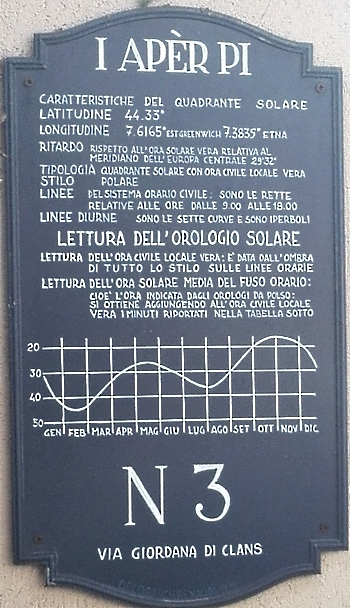 I APÈR PI
CARATTERISTICHE DEL QUADRANTE SOLARE
LATITUDINE 44.33°
LONGITUDINE 7.6165° EST GREENWICH 7.3835° ETNA
RITARDO RISPETTO ALL'ORA SOLARE VERA RELATIVA AL
MERIDIANO DELL'EUROPA CENTRALE 29'32"
TIPOLOGIA QUADRANTE SOLARE CON ORA CIVILE LOCALE VERA
STILO POLARE
LINEE DEL SISTEMA ORARIO CIVILE: SONO LE RETTE
RELATIVE ALLE ORE DALLE 9.00 ALLE 18.00
LINEE DIURNE SONO LE SETTE CURVE E SONO IPERBOLI
LETTURA DELL'OROLOGIO SOLARE
LETTURA DELL'ORA CIVILE LOCALE VERA: E' DATA DALL'OMBRA
DI TUTTO LO STILO SULLE LINEE ORARIE
LETTURA DELL'ORA SOLARE MEDIA DEL FUSO ORARIO:
CIOE' L'ORA INDICATA DAGLI OROLOGI DA POLSO:
SI OTTIENE AGGIUNGENDO ALL'ORA CIVILE LOCALE
VERA I MINUTI RIPORTATI NELLA TABELLA SOTTO
20
30
40
50
GEN FEB MAR APR MAG GIU LUG AGO SET OTT NOV DIC
N 3
VIA GIORDANA DI CLANS